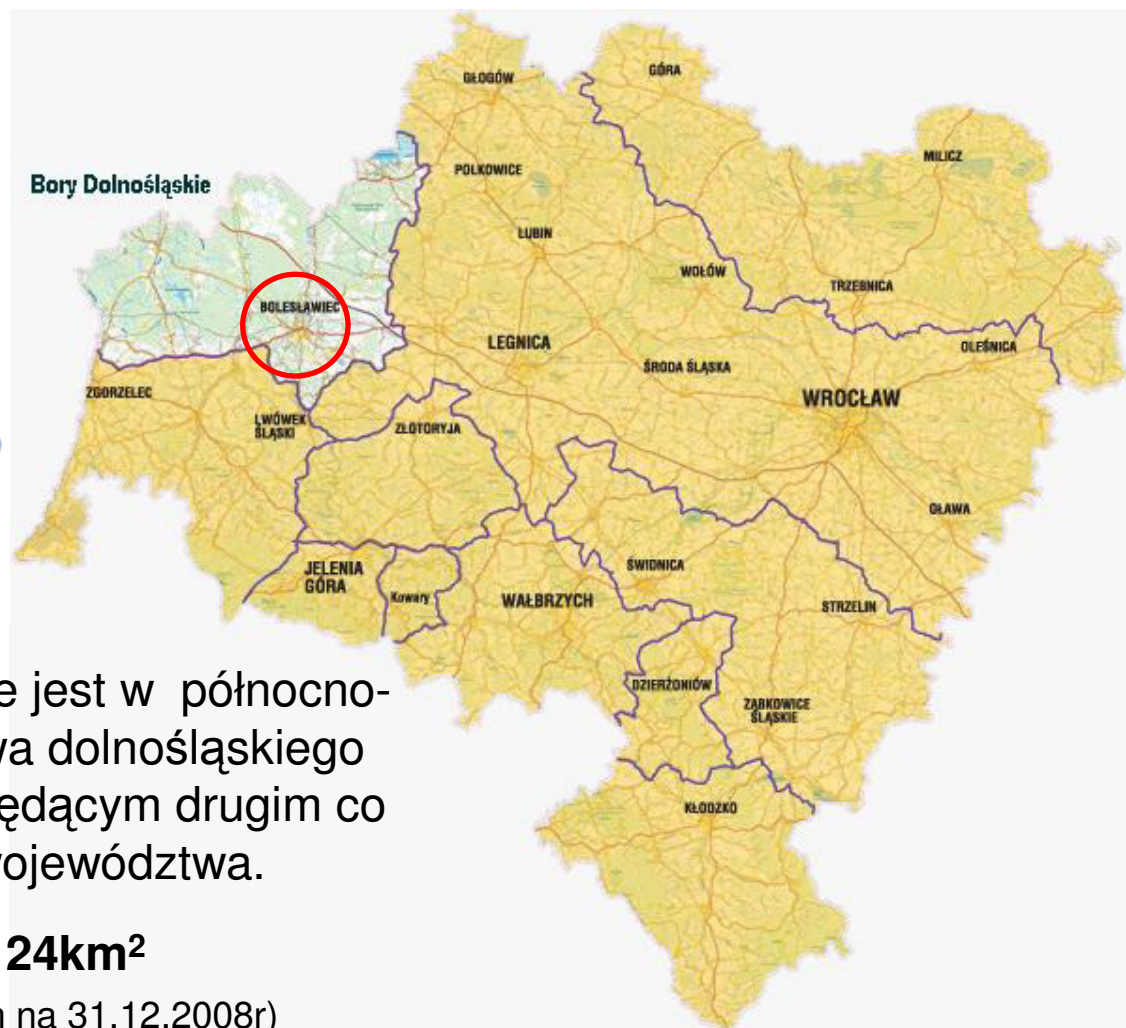 GŁOGÓW
GÓRA
MILICZ
POLKOWICE
Bory Dolnośląskie
LUBIN
WOŁÓW
TRZEBNICA
BOLESŁAWIEC
LEGNICA
OLEŚNICA
ŚRODA ŚLĄSKA
ZGORZELEC
WROCŁAW
LWÓWEK
ŚLĄSKI
ZŁOTORYJA
OŁAWA
ŚWIDNICA
JELENIA
GÓRA
Kowary
WAŁBRZYCH
STRZELIN
DZIERŻONIÓW
ZĄBKOWICE
ŚLĄSKIE
KŁODZKO
e jest w północno-
wa dolnośląskiego
ędącym drugim co
województwa.
24km²
n na 31.12.2008r)